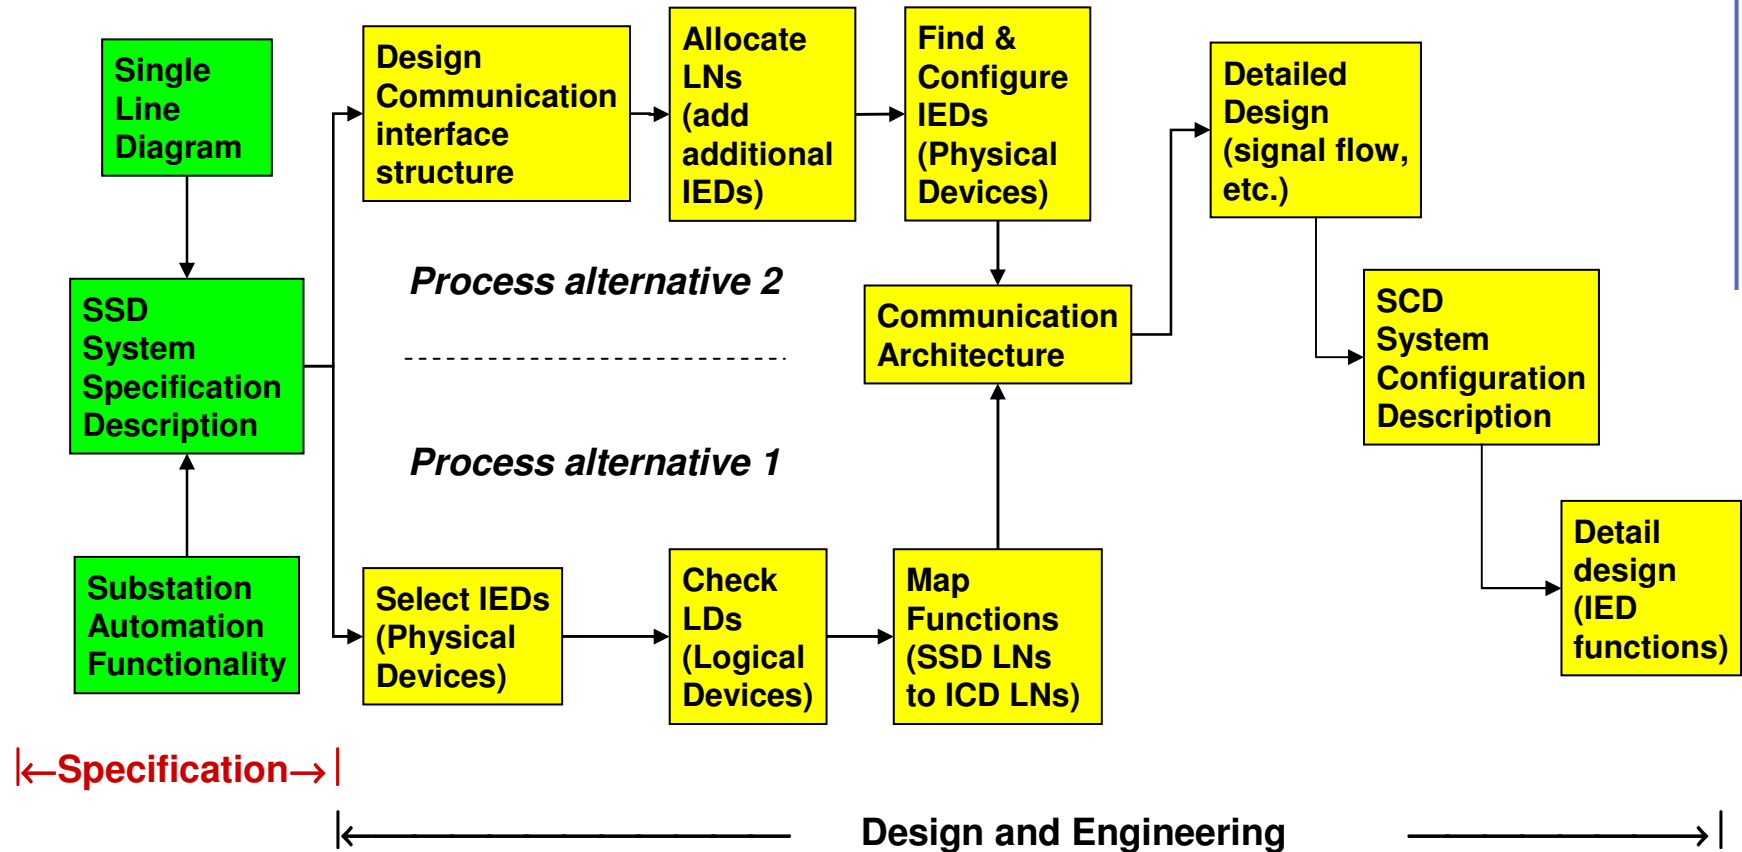 Single
Line
Diagram
SSD
System
Specification
Description
Substation
Automation
Functionality
Design
Communication
interface
structure
Allocate
LNs
(add
additional
IEDs)
Find &
Configure
IEDs
(Physical
Devices)
Process alternative 2
Process alternative 1
Select IEDs
(Physical
Devices)
Check
LDs
(Logical
Devices)
Map
Functions
(SSD LNs
to ICD LNs)
Communication
Architecture
Detailed
Design
(signal flow,
etc.)
SCD
System
Configuration
Description
Detail
design
(IED
functions)
|←Specification→|
Design and Engineering